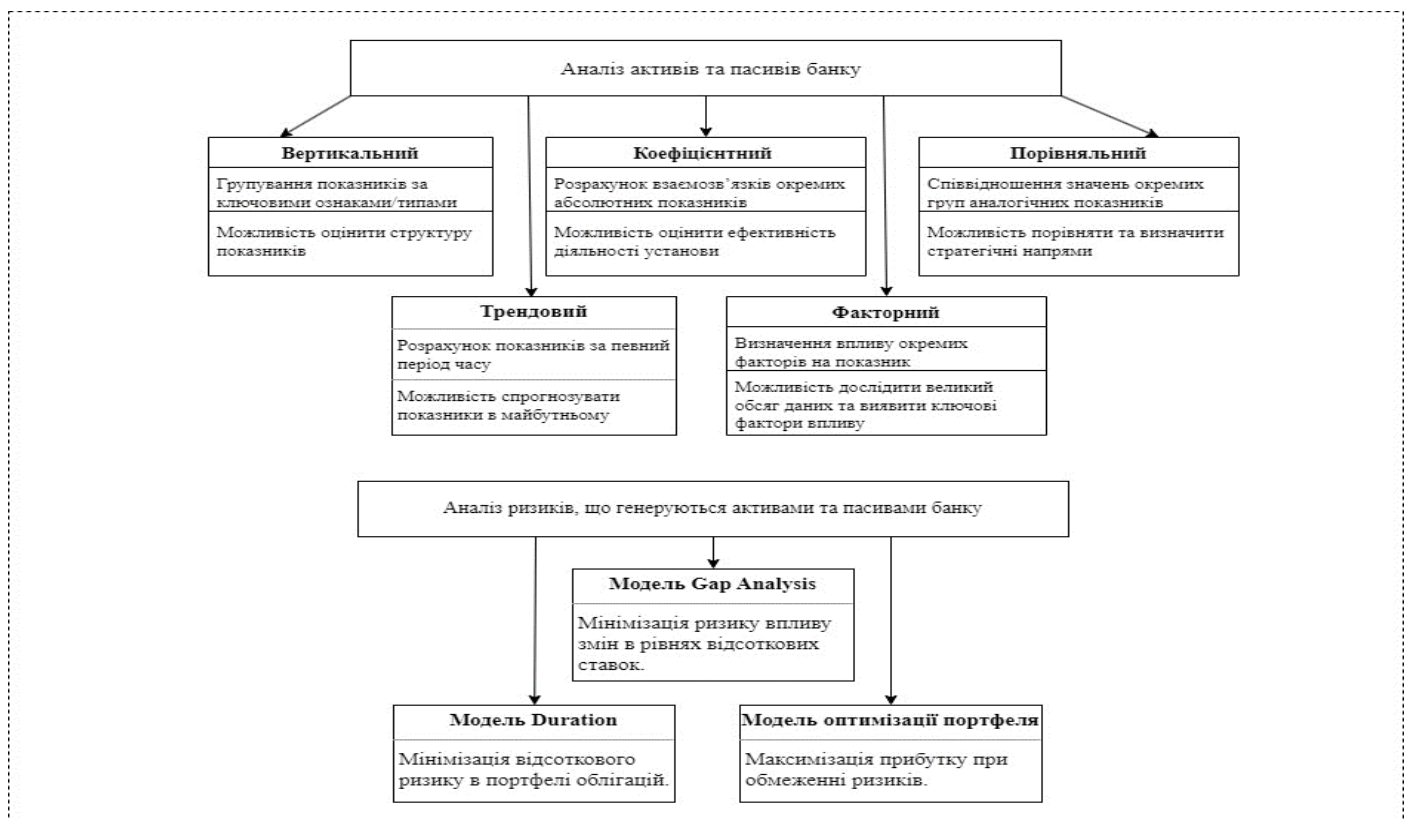 Аналіз активів та пасивів банку
Вертикальний
Групування показників за
ключовими ознаками/типами
Можливість оцінити структуру
показників
Коефіцієнтний
Розрахунок взаємозв’язків окремих
абсолютних показників
Можливість оцінити ефективність
діяльності установи
Порівняльний
Співвідношення значень окремих
груп аналогічних показників
Можливість порівняти та визначити
стратегічні напрями
Трендовий
Розрахунок показників за певний
період часу
Можливість спрогнозувати
показники в майбутньому
Факторний
Визначення впливу окремих
факторів на показник
Можливість дослідити великий
обсяг даних та виявити ключові
фактори впливу
Аналіз ризиків, що генеруються активами та пасивами банку
Модель Gap Analysis
Мінімізація ризику впливу
змін в рівнях відсоткових
ставок.
Модель Duration
Мінімізація відсоткового
ризику в портфелі облігацій.
Модель оптимізації портфеля
Максимізація прибутку при
обмеженні ризиків.